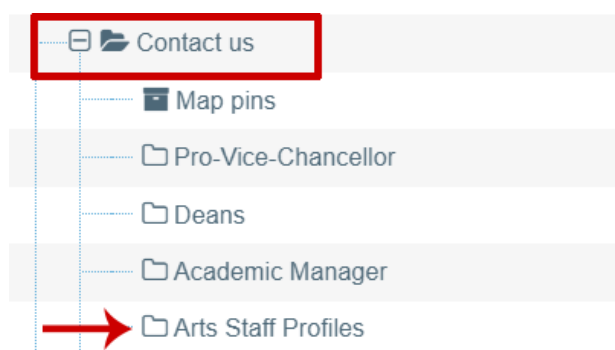 Contact us
Map pins
Pro-Vice-Chancellor
Deans
Academic Manager
Arts Staff Profiles